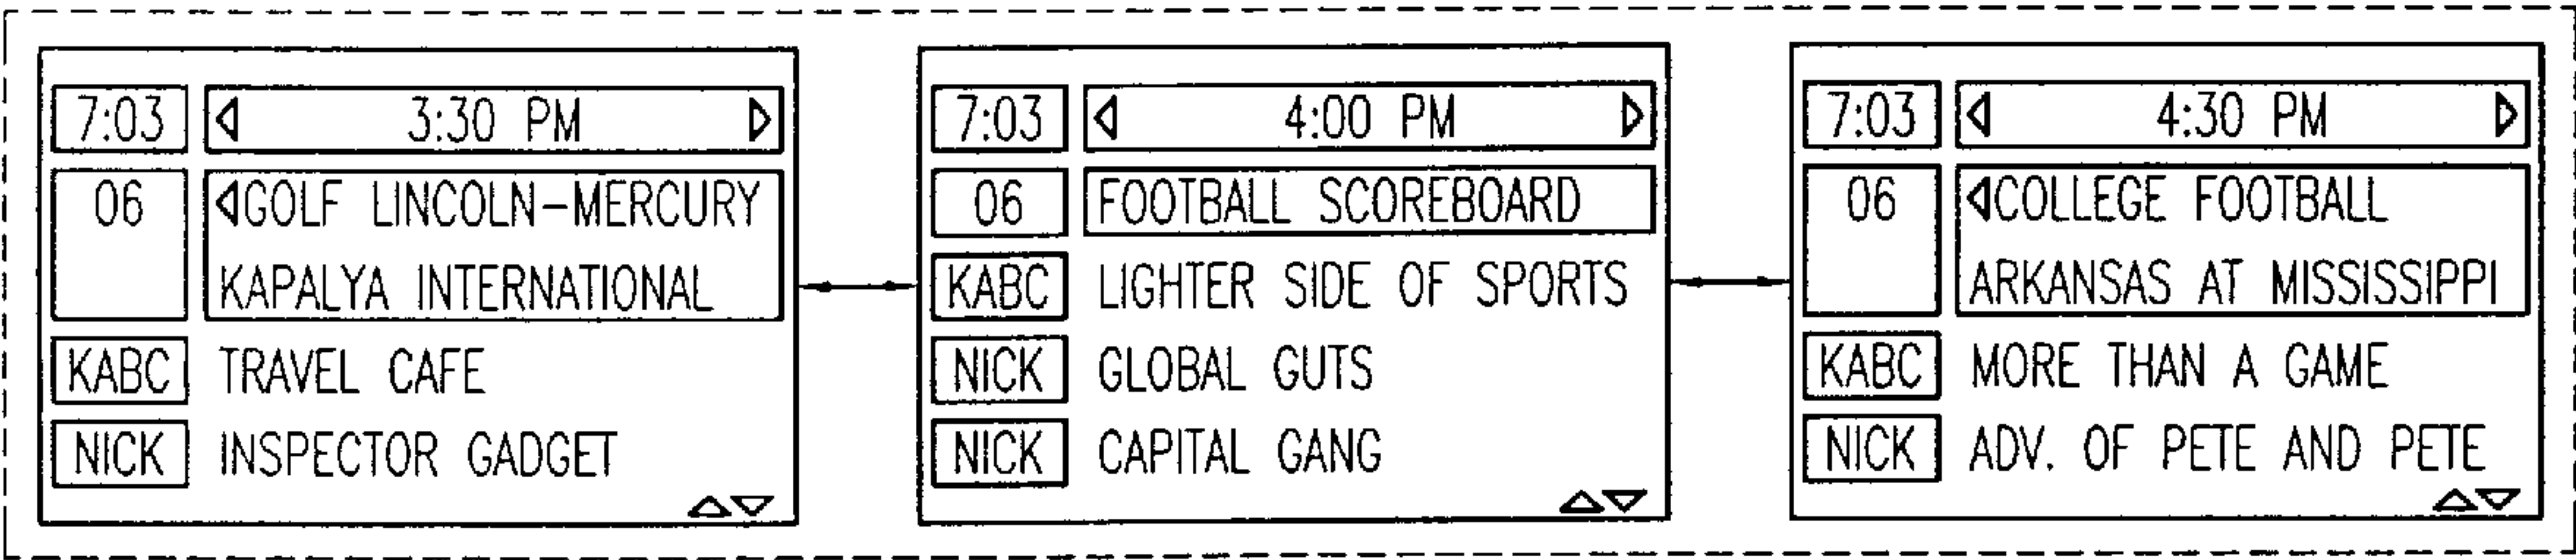 7:03 ◁ 3:30 PM ▷
06 ◁GOLF LINCOLN-MERCURY
KAPALYA INTERNATIONAL
KABC TRAVEL CAFE
NICK INSPECTOR GADGET
7:03 ◁ 4:00 PM ▷
06 FOOTBALL SCOREBOARD
KABC LIGHTER SIDE OF SPORTS
NICK GLOBAL GUTS
NICK CAPITAL GANG
7:03 ◁ 4:30 PM ▷
06 ◁COLLEGE FOOTBALL
ARKANSAS AT MISSISSIPPI
KABC MORE THAN A GAME
NICK ADV. OF PETE AND PETE